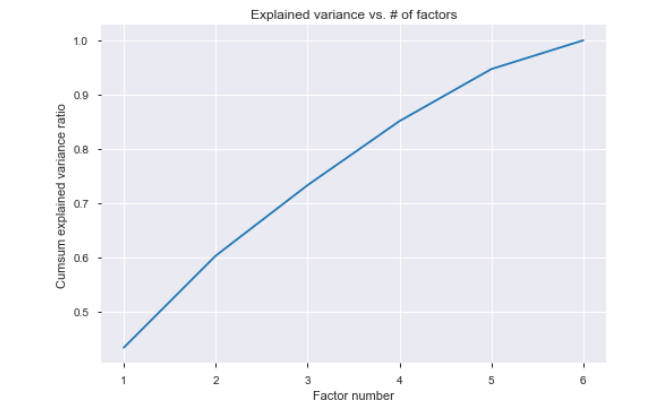 Explained variance vs. # of factors
1.0
0.9
0.8
0.7
0.6
0.5
Cumsum explained variance ratio
1 2 3 4 5 6
Factor number